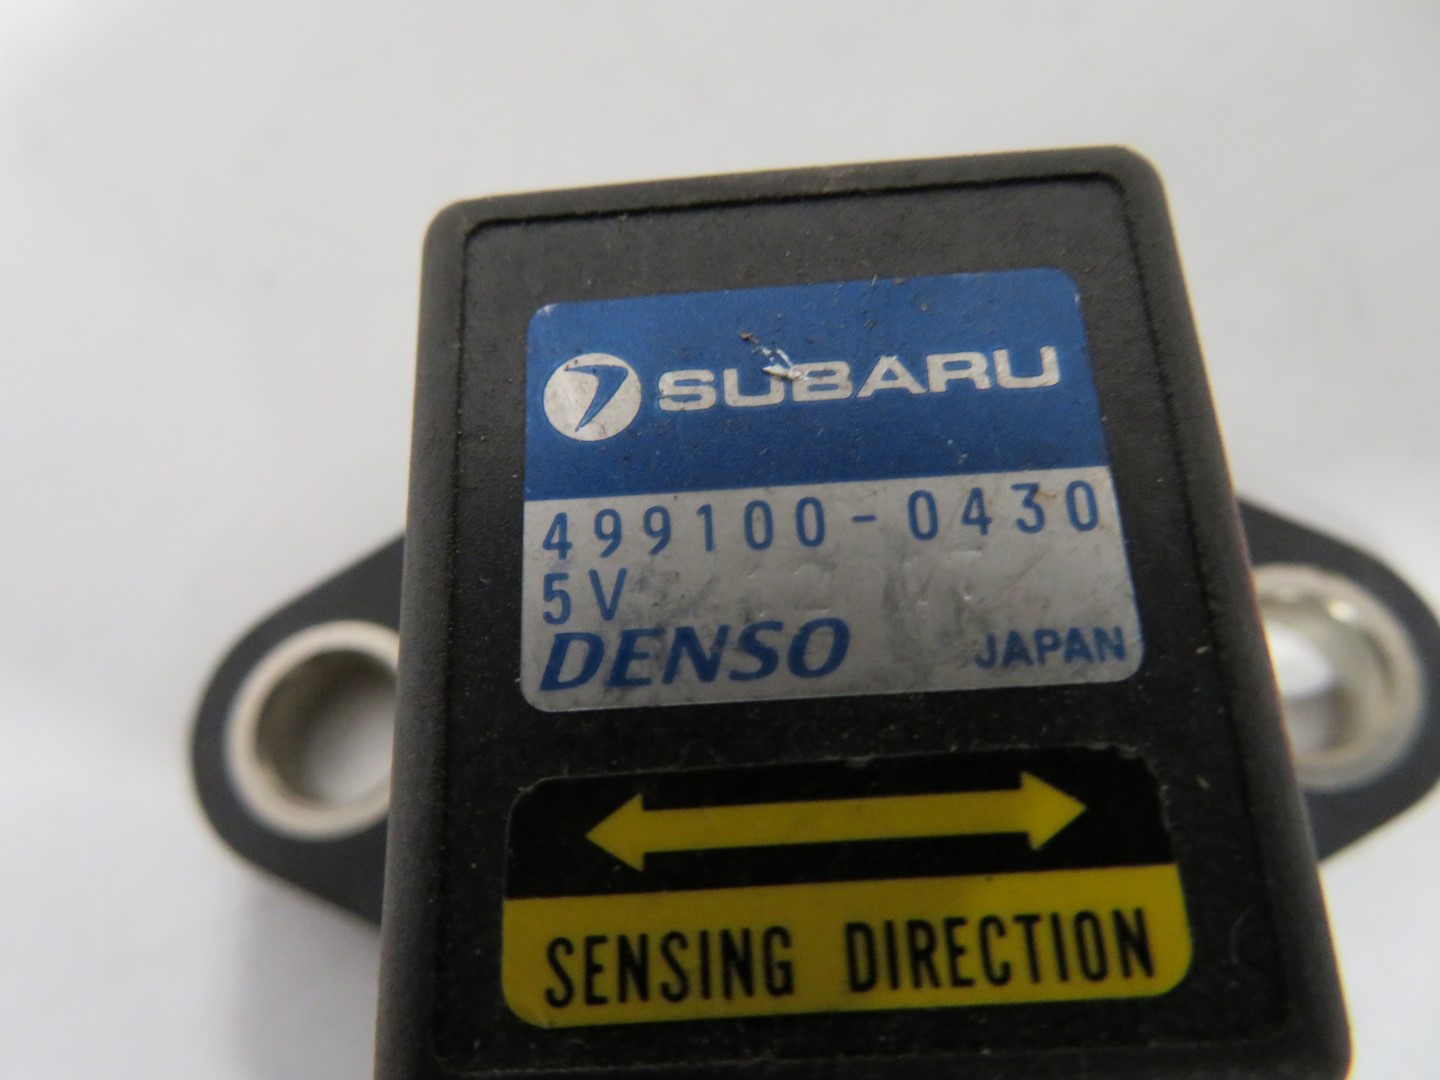 SUBARU
499100-0430
5V
DENSO JAPAN
SENSING DIRECTION